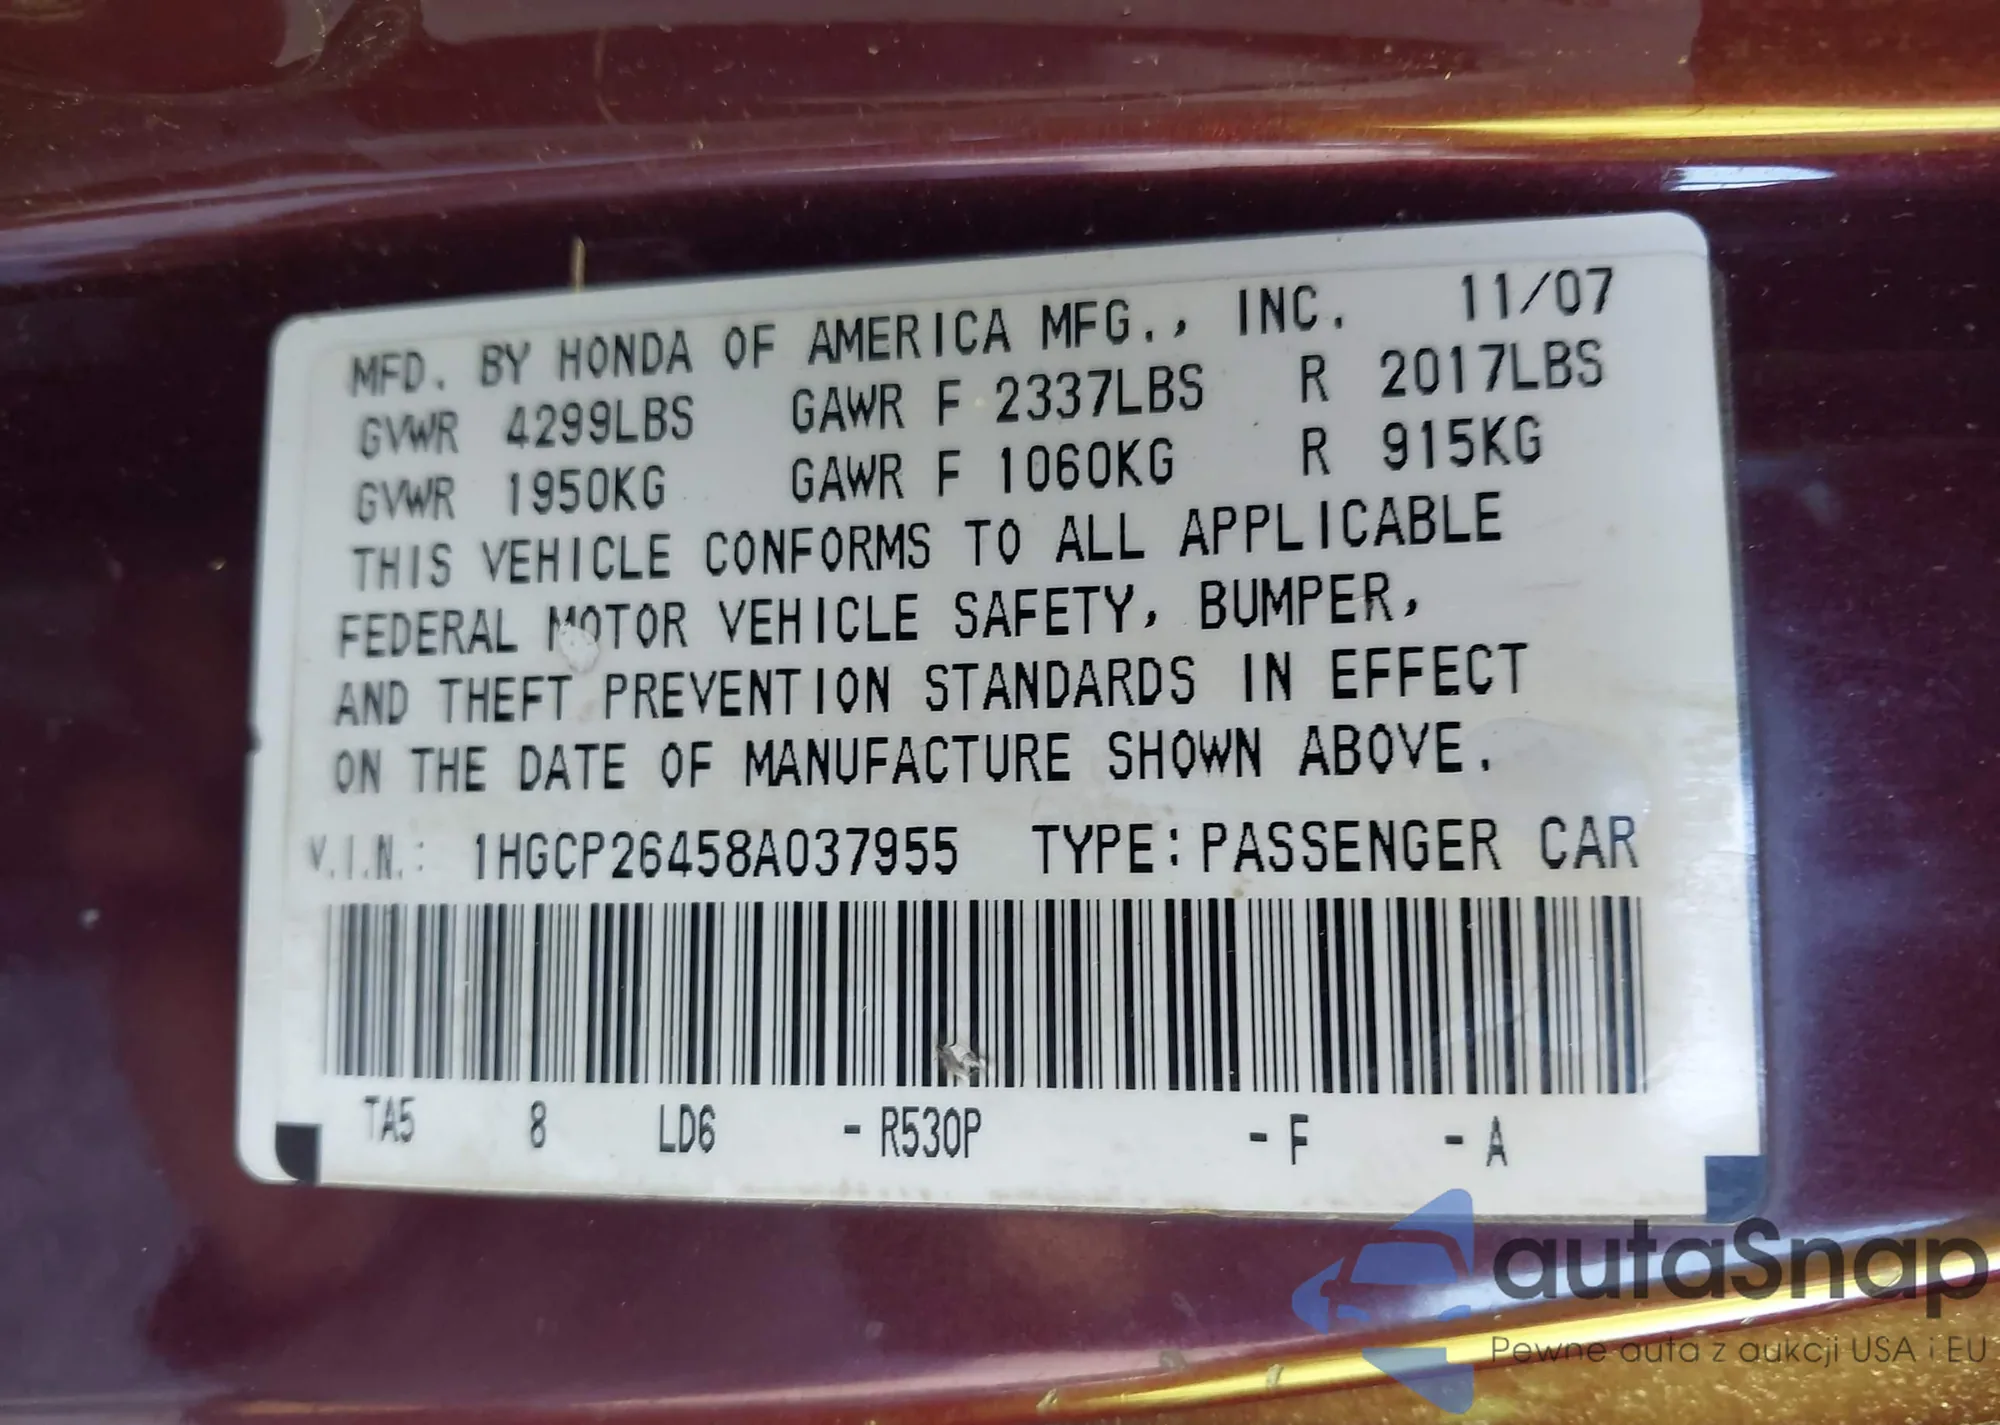 MFD. BY HONDA OF AMERICA MFG., INC. 11/07
GVWR 4299LBS GAWR F 2337LBS R 2017LBS
GVWR 1950KG GAWR F 1060KG R 915KG
THIS VEHICLE CONFORMS TO ALL APPLICABLE
FEDERAL MOTOR VEHICLE SAFETY, BUMPER,
AND THEFT PREVENTION STANDARDS IN EFFECT
ON THE DATE OF MANUFACTURE SHOWN ABOVE.
V.I.N.: 1HGCP26458A037955 TYPE:PASSENGER CAR
TA5 8 LD6 -R530P -F -A
autaSnap
Pewne auta z aukcji USA i EU